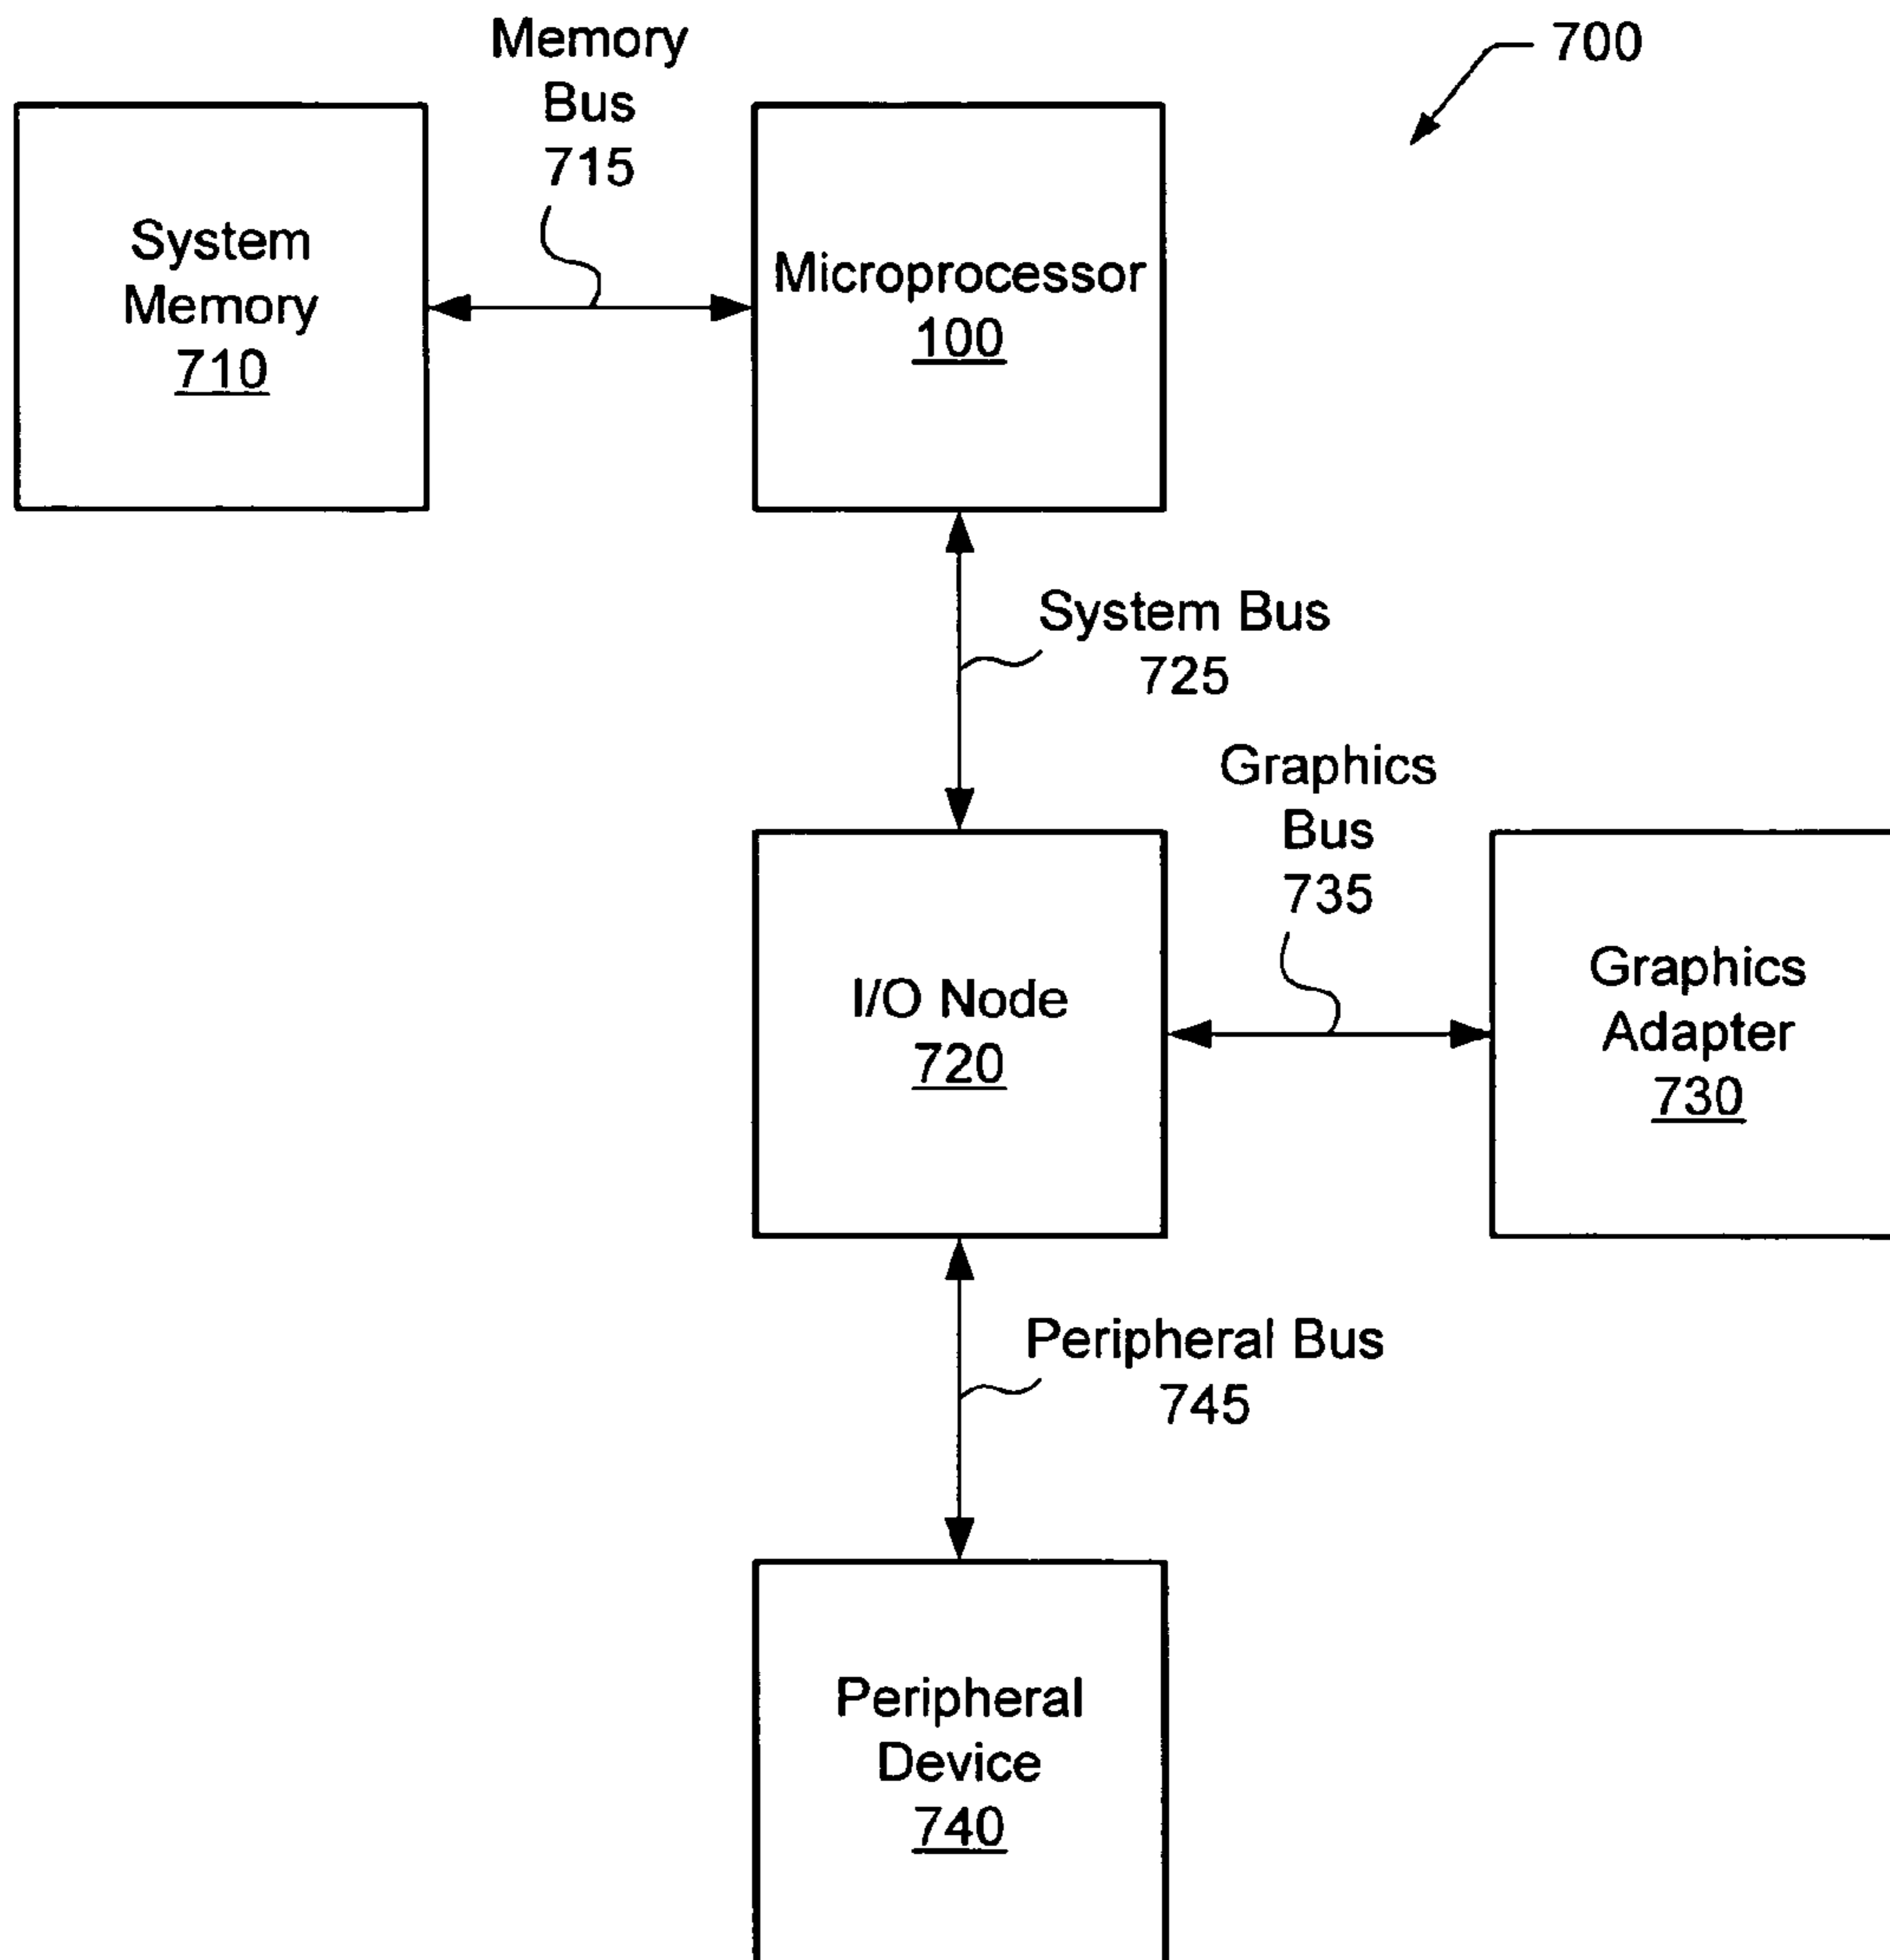 Memory
Bus
715
700
System
Memory
710
Microprocessor
100
System Bus
725
Graphics
Bus
735
I/O Node
720
Graphics
Adapter
730
Peripheral Bus
745
Peripheral
Device
740